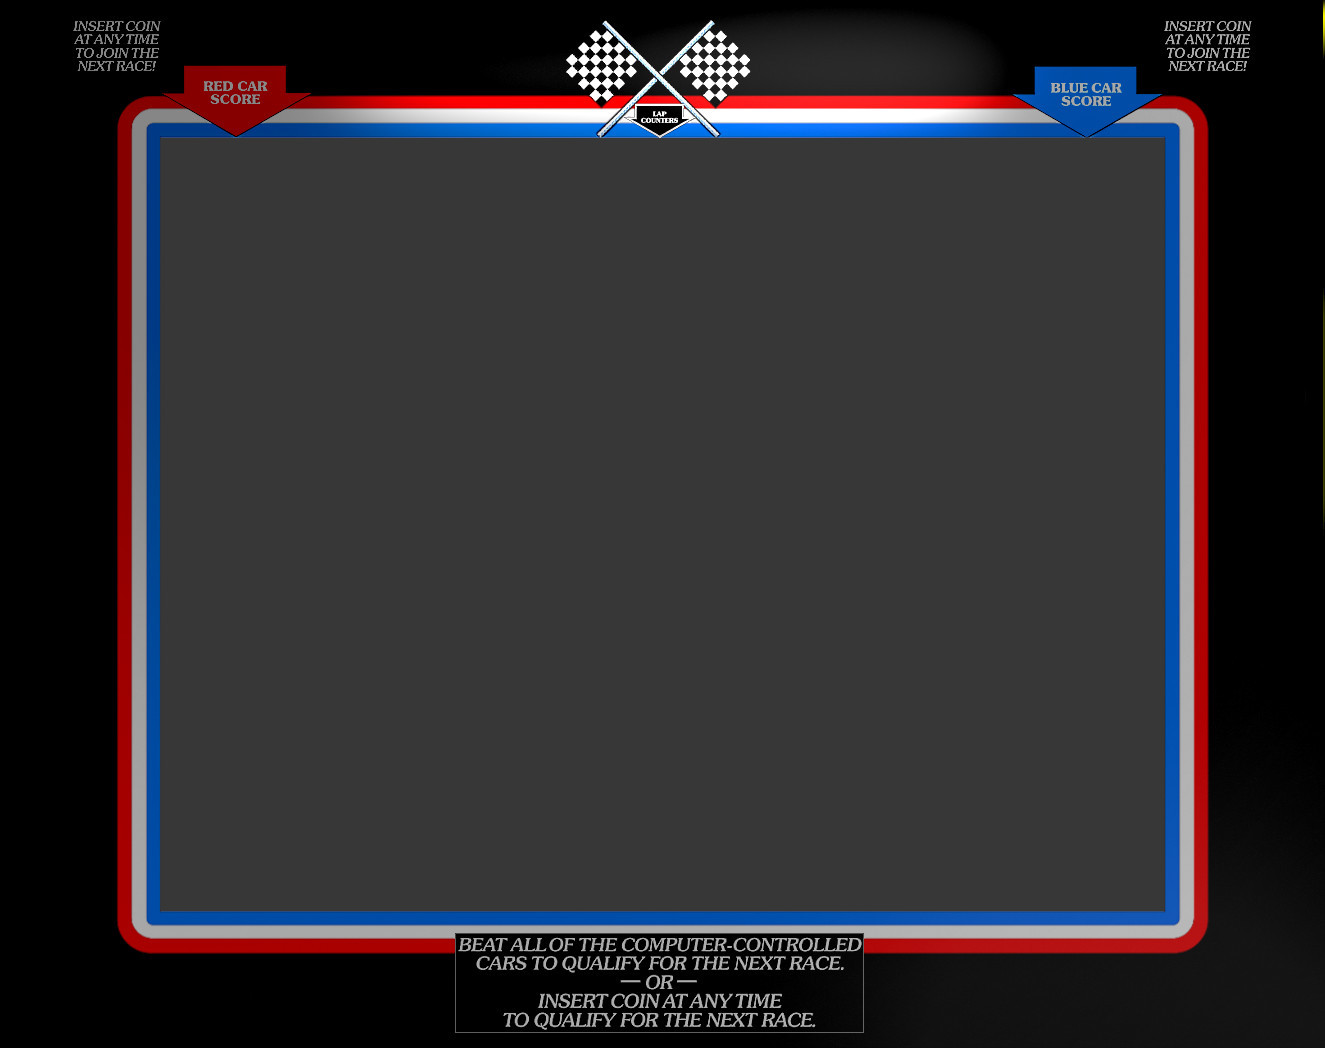 INSERT COIN
AT ANY TIME
TO JOIN THE
NEXT RACE!
INSERT COIN
AT ANY TIME
TO JOIN THE
NEXT RACE!
RED CAR
SCORE
BLUE CAR
SCORE
LAP
COUNTERS
BEAT ALL OF THE COMPUTER-CONTROLLED
CARS TO QUALIFY FOR THE NEXT RACE.
— OR —
INSERT COIN AT ANY TIME
TO QUALIFY FOR THE NEXT RACE.